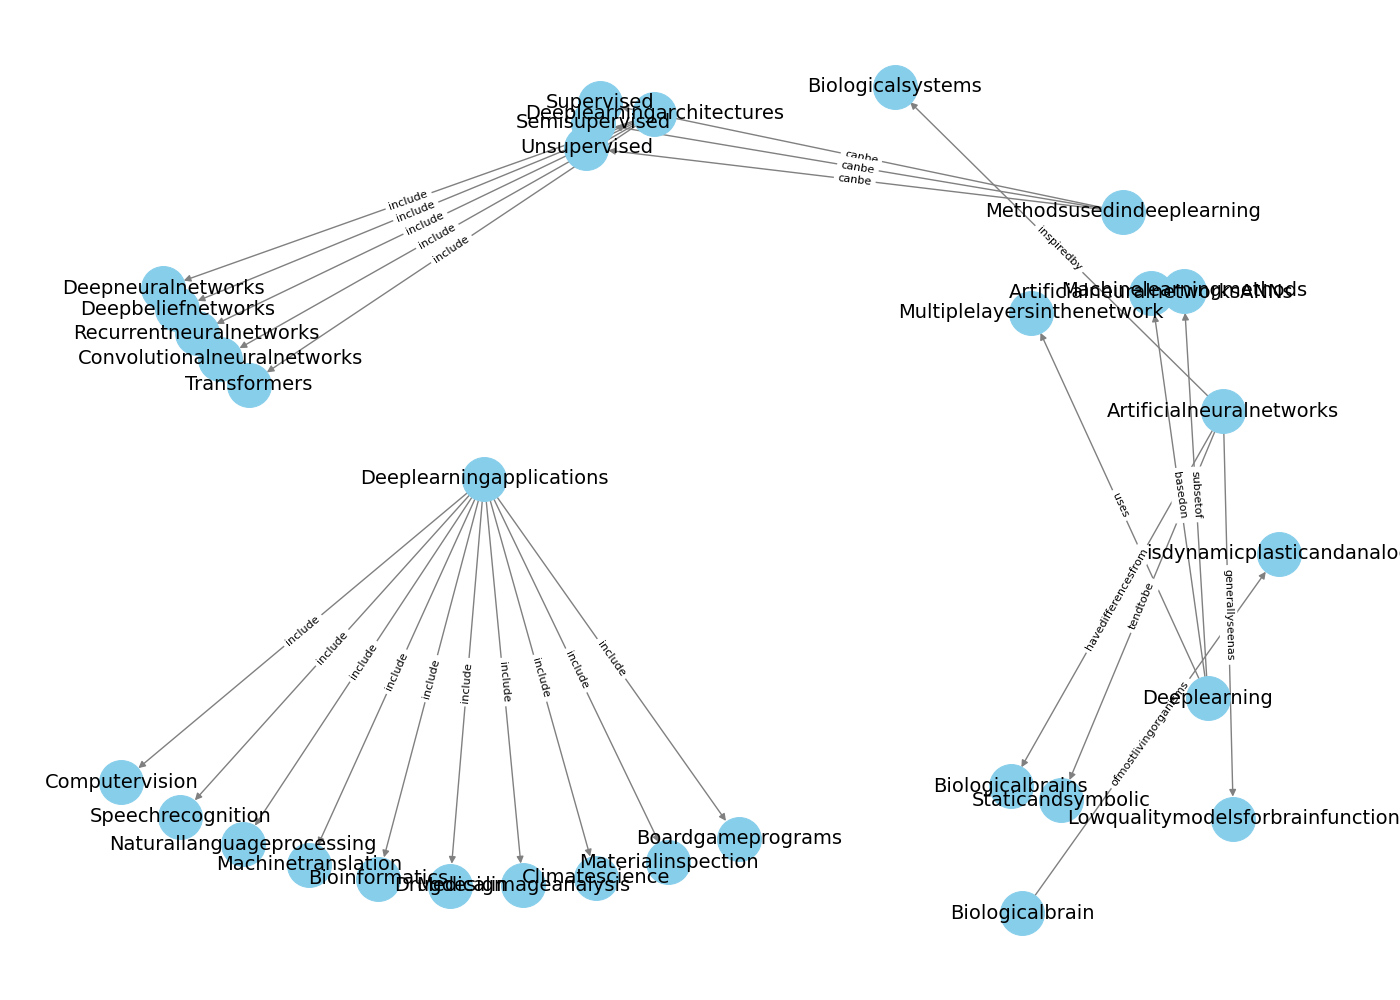 Biologicalsystems
Supervised
Deeplearningarchitectures
Semisupervised
Unsupervised
canbe
canbe
canbe
Methodsusedindeeplearning
include
include
include
include
include
inspiredby
Deepneuralnetworks
Deepbeliefnetworks
Recurrentneuralnetworks
Convolutionalneuralnetworks
Transformers
ArtificialneuralnetworksANNs
Machinelearningmethods
Multiplelayersinthenetwork
Artificialneuralnetworks
Deeplearningapplications
uses
basedon
subsetof
isdynamicplasticandanalo
havedifferencesfrom
tendtobe
generallyseenas
include
include
include
include
include
include
include
include
include
include
Deeplearning
ofmostlivingorganisms
Computervision
Speechrecognition
Naturallanguageprocessing
Machinetranslation
Bioinformatics
Drugdesign
Medicalimageanalysis
Climatescience
Materialinspection
Boardgameprograms
Biologicalbrains
Staticandsymbolic
Lowqualitymodelsforbrainfunction
Biologicalbrain